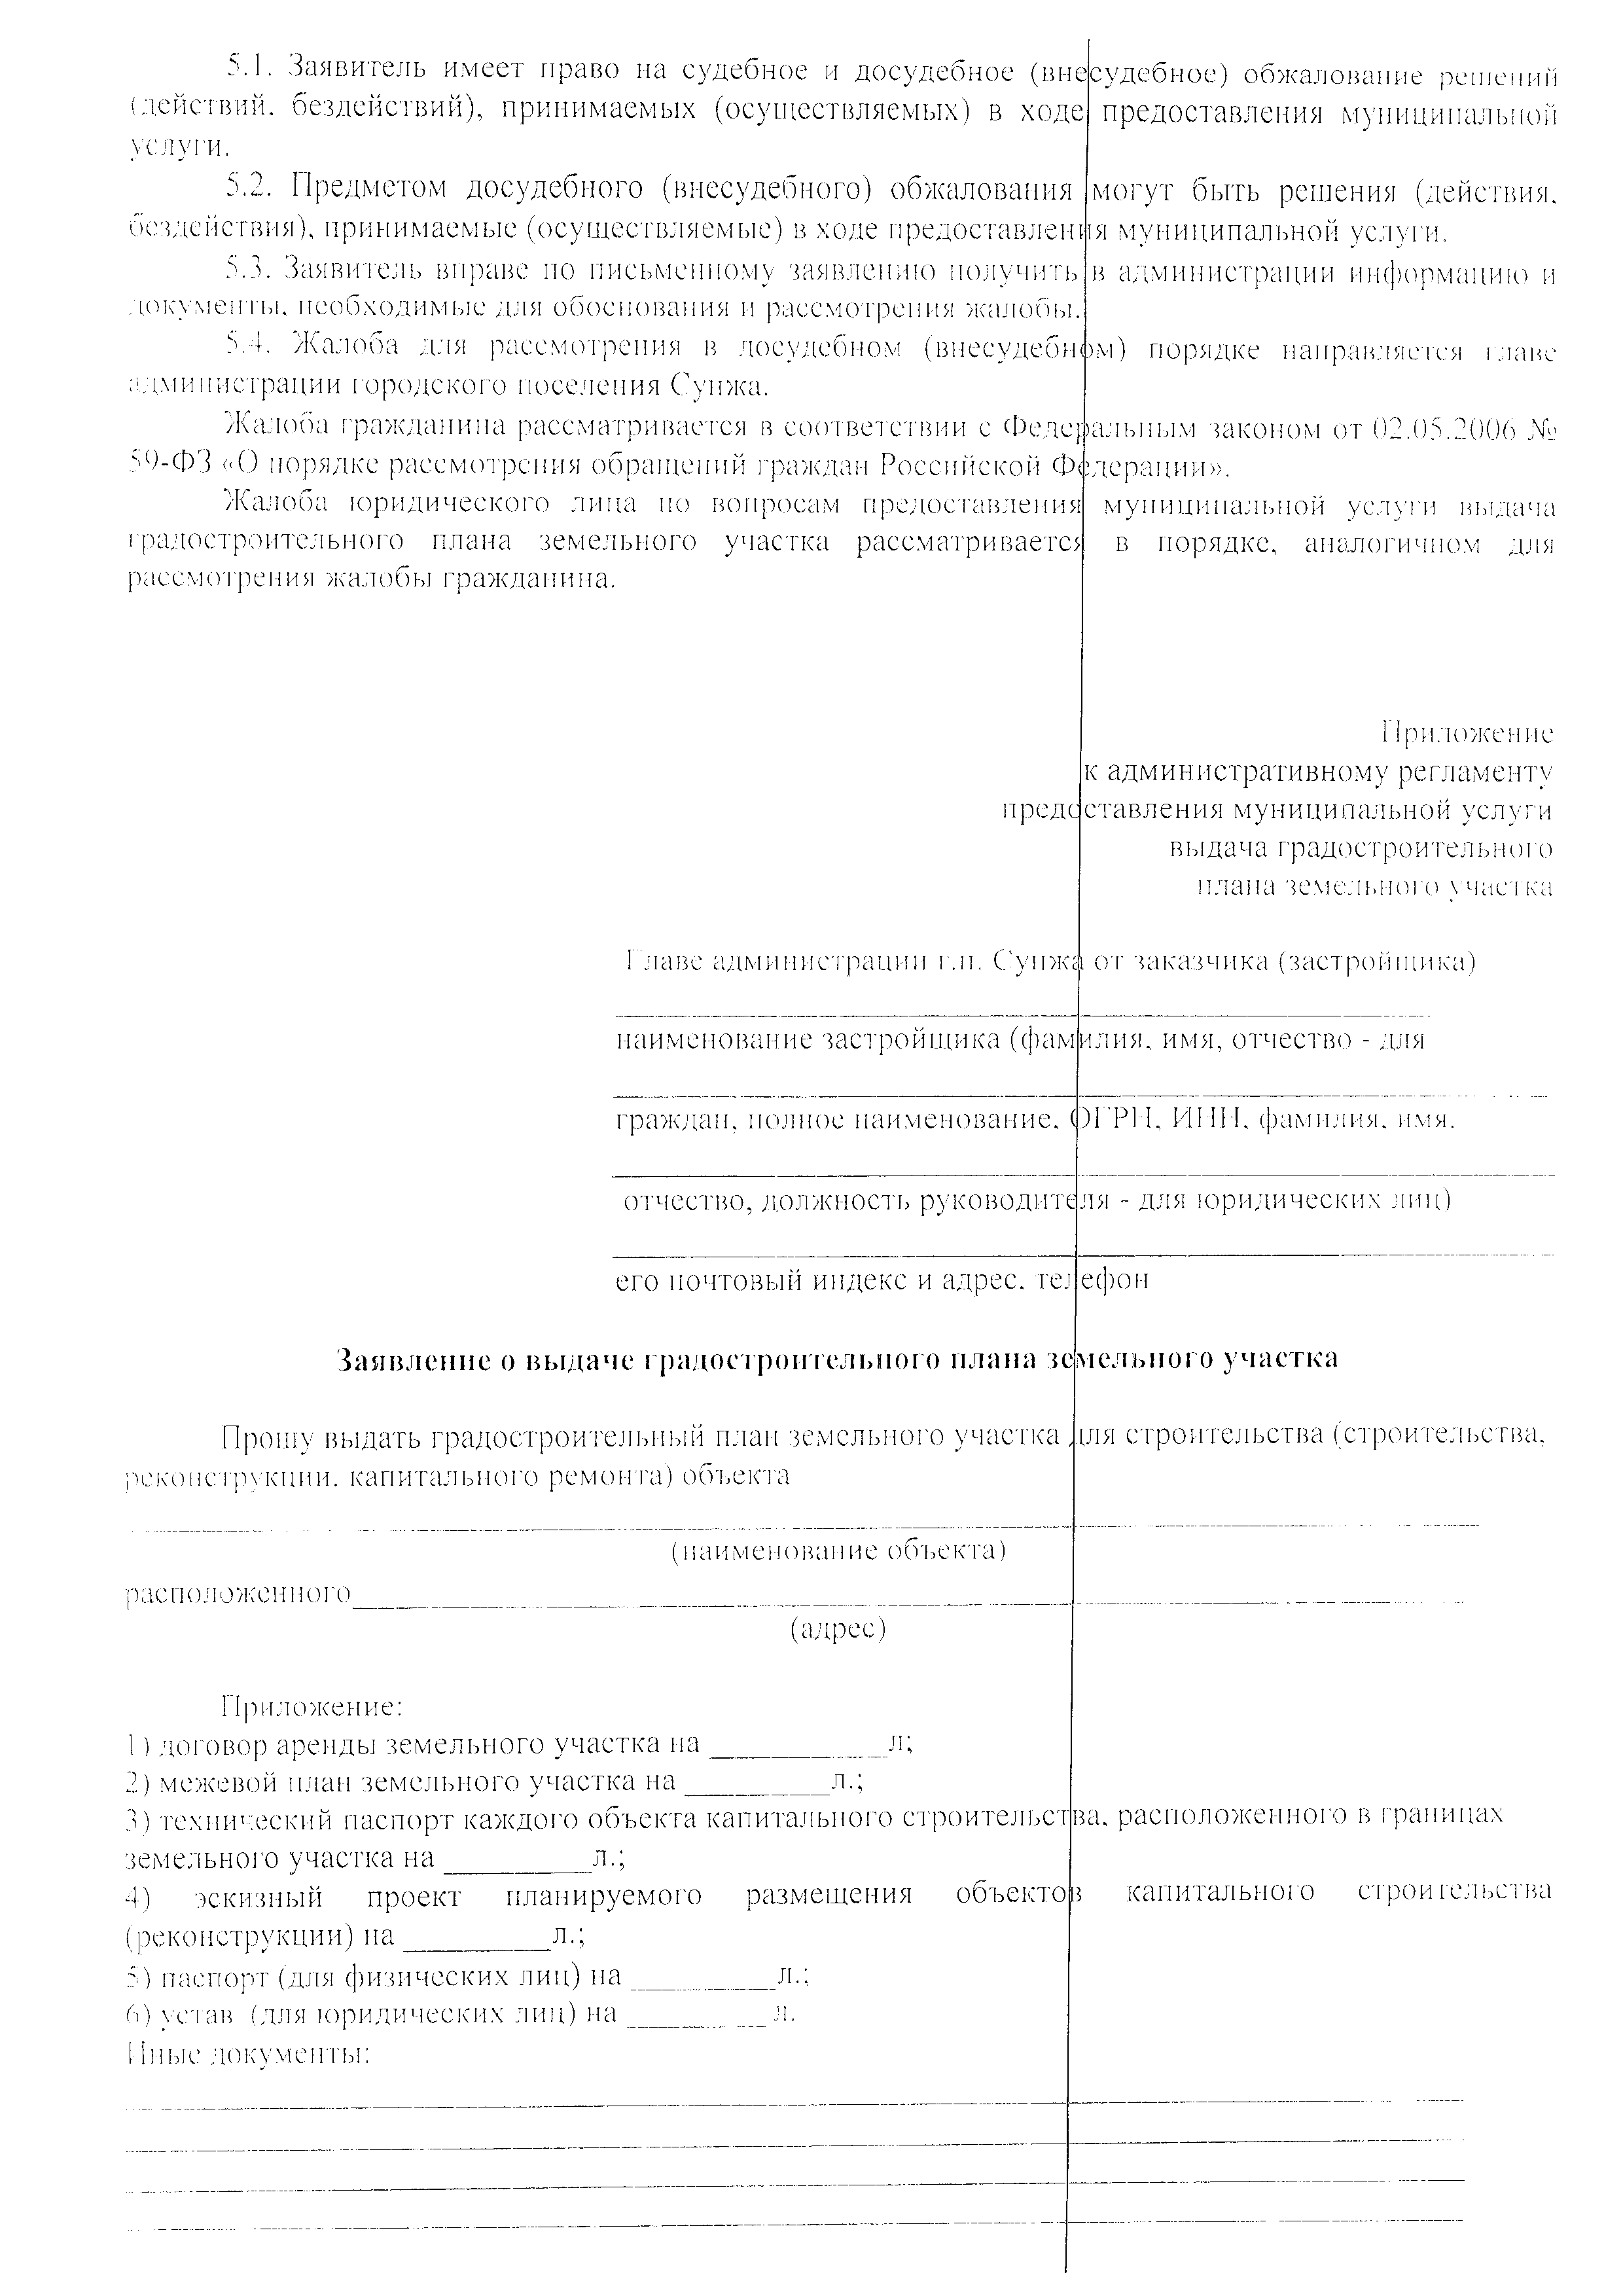 5.1. Заявитель имеет право на судебное и досудебное (внесудебное) обжалование решений
(действий, бездействий), принимаемых (осуществляемых) в ходе предоставления муниципальной
услуги.
5.2. Предметом досудебного (внесудебного) обжалования могут быть решения (действия,
бездействия), принимаемые (осуществляемые) в ходе предоставления муниципальной услуги.
5.3. Заявитель вправе по письменному заявлению получить в администрации информацию и
документы, необходимые для обоснования и рассмотрения жалобы.
5.4. Жалоба для рассмотрения в досудебном (внесудебном) порядке направляется главе
администрации городского поселения Сунжа.
Жалоба гражданина рассматривается в соответствии с Федеральным законом от 02.05.2006 №
59-ФЗ «О порядке рассмотрения обращений граждан Российской Федерации».
Жалоба юридического лица по вопросам предоставления муниципальной услуги выдача
градостроительного плана земельного участка рассматривается в порядке, аналогичном для
рассмотрения жалобы гражданина.
Приложение
к административному регламенту
предоставления муниципальной услуги
выдача градостроительного
плана земельного участка
Главе администрации г.п. Сунжа от заказчика (застройщика)
наименование застройщика (фамилия, имя, отчество - для
граждан, полное наименование, ОГРН, ИНН, фамилия, имя,
отчество, должность руководителя - для юридических лиц)
его почтовый индекс и адрес, телефон
Заявление о выдаче градостроительного плана земельного участка
Прошу выдать градостроительный план земельного участка для строительства (строительства,
реконструкции, капитального ремонта) объекта
(наименование объекта)
расположенного
(адрес)
Приложение:
1) договор аренды земельного участка на ____________л;
2) межевой план земельного участка на __________л.;
3) технический паспорт каждого объекта капитального строительства, расположенного в границах
земельного участка на __________л.;
4) эскизный проект планируемого размещения объектов капитального строительства
(реконструкции) на __________л.;
5) паспорт (для физических лиц) на __________л.;
6) устав (для юридических лиц) на __________л.
Иные документы: